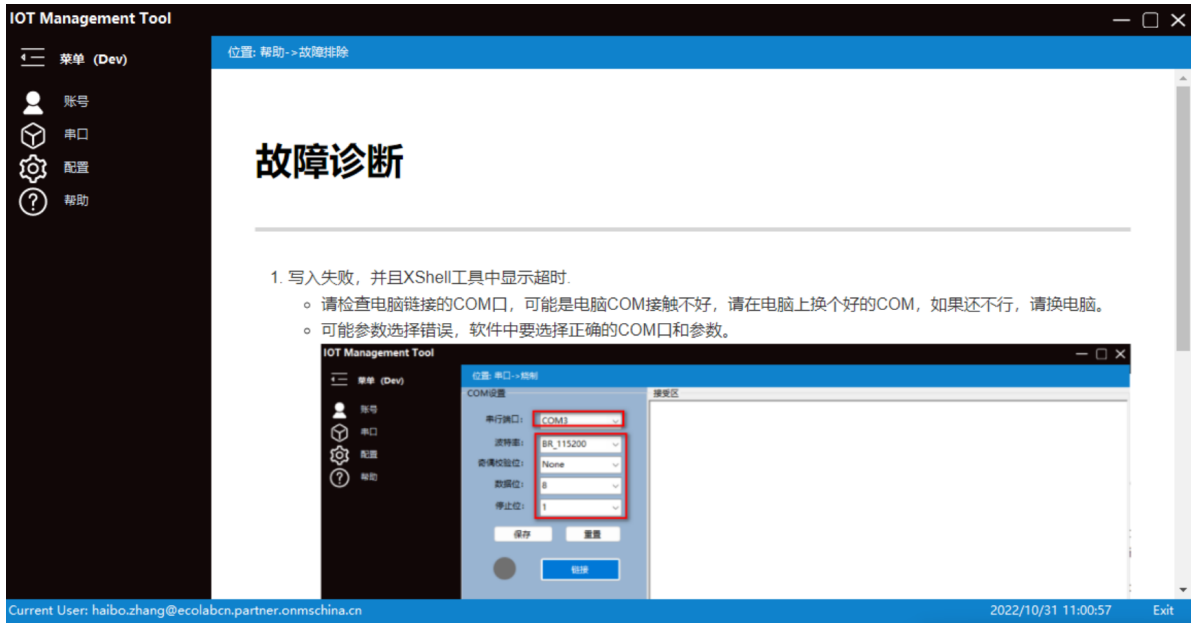 IOT Management Tool
菜单 (Dev)
位置: 帮助->故障排除
账号
串口
配置
帮助
故障诊断
1. 写入失败，并且XShell工具中显示超时.
请检查电脑链接的COM口，可能是电脑COM接触不好，请在电脑上换个好的COM，如果还不行，请换电脑。
可能参数选择错误，软件中要选择正确的COM口和参数。
IOT Management Tool
菜单 (Dev)
位置: 串口->烧制
账号
串口
配置
帮助
COM设置
接受区
串行端口: COM3
波特率: BR_115200
奇偶校验位: None
数据位: 8
停止位: 1
保存 重置
链接
Current User: haibo.zhang@ecolabcn.partner.onmschina.cn
2022/10/31 11:00:57
Exit